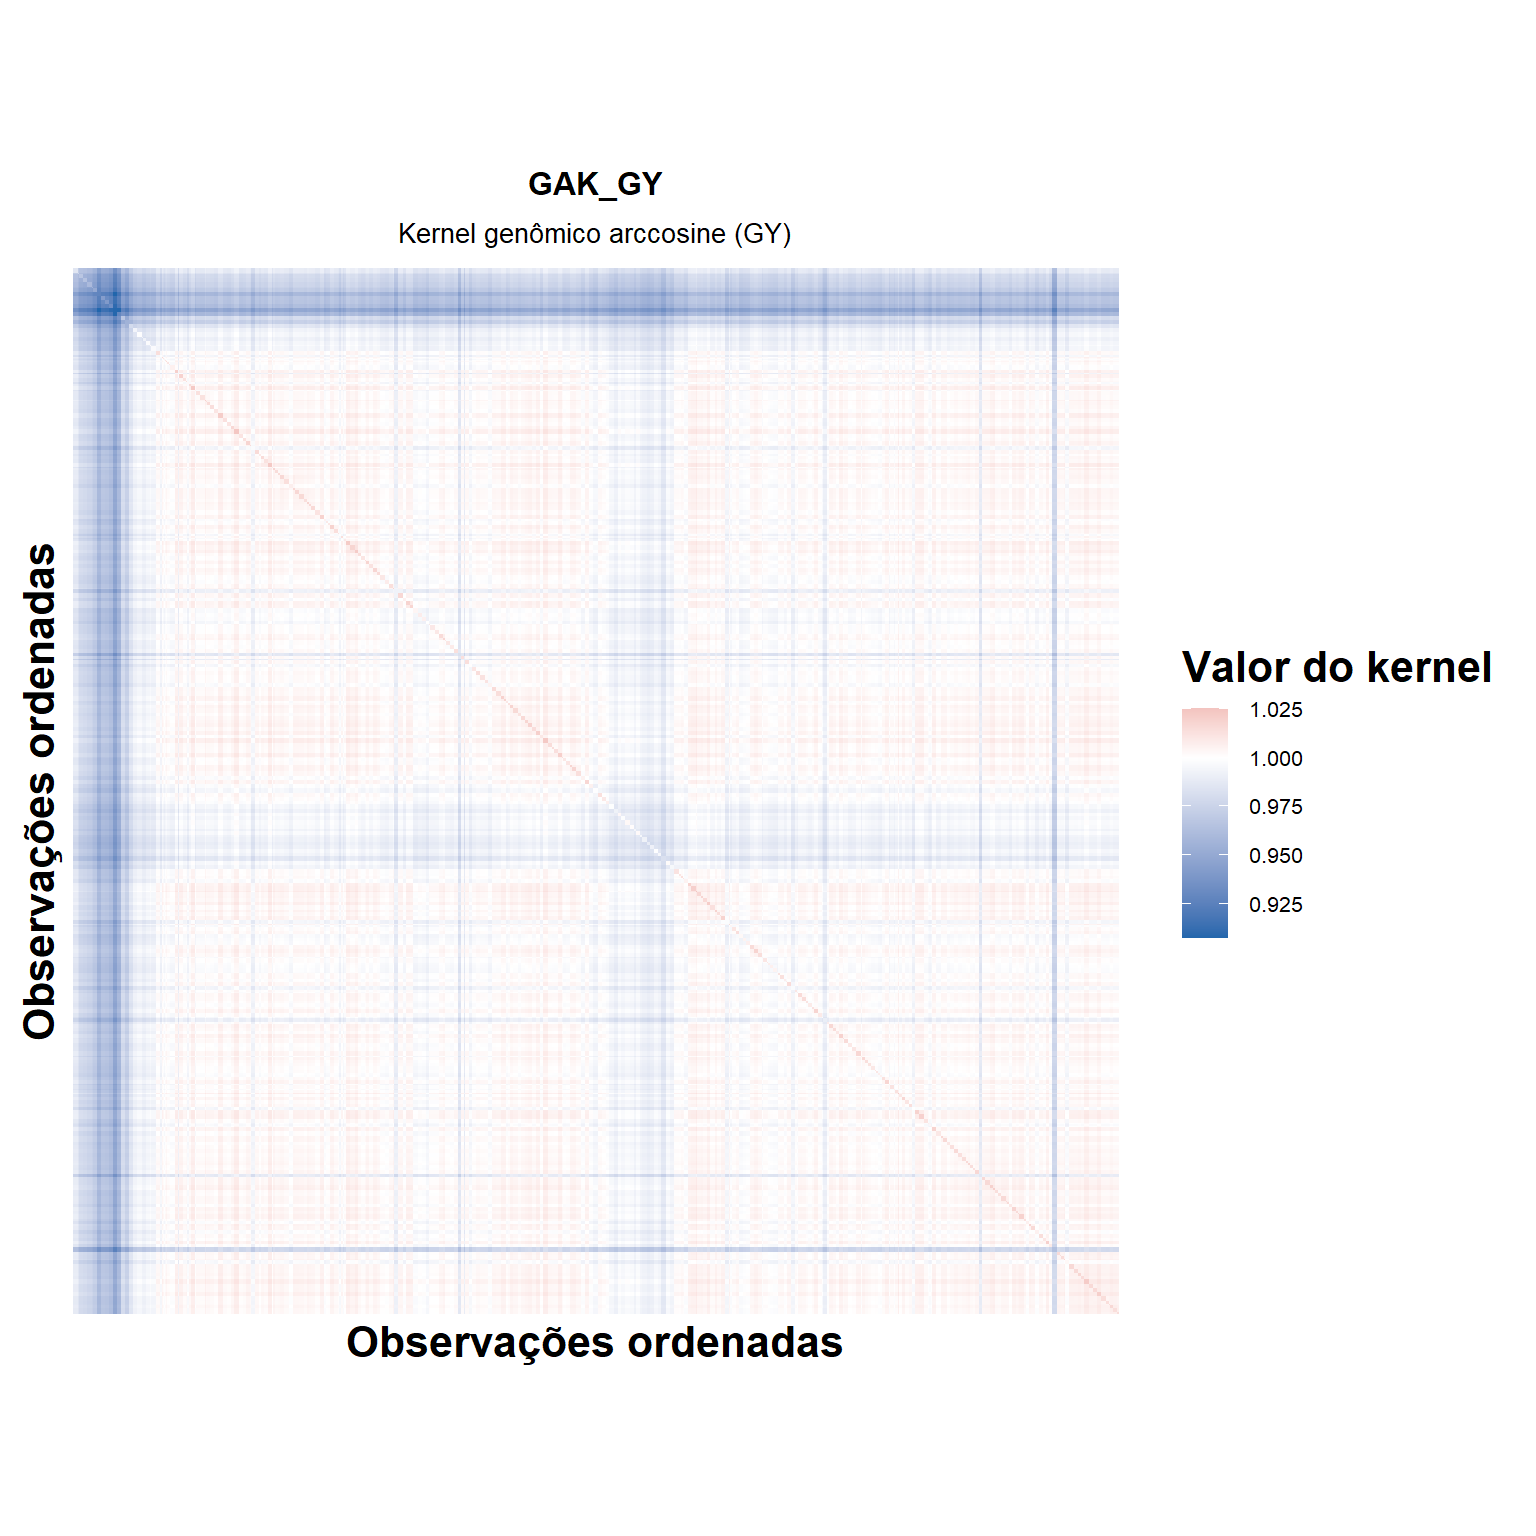 GAK_GY
Kernel genômico arccosine (GY)
Observações ordenadas
Observações ordenadas
Valor do kernel
1.025
1.000
0.975
0.950
0.925